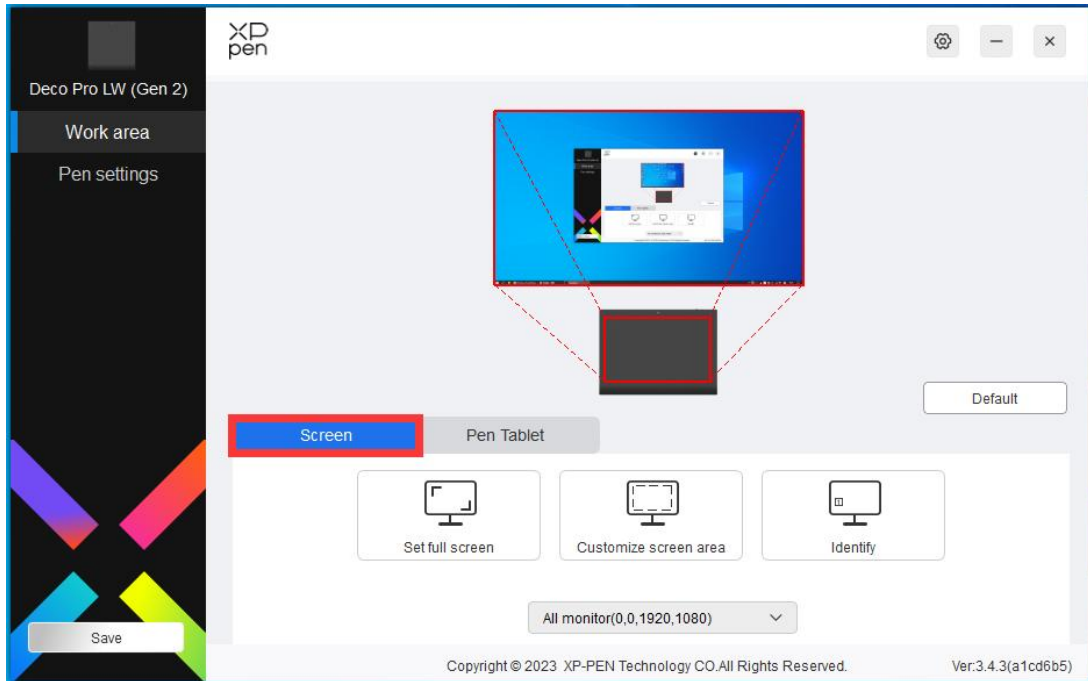 XP
pen
Deco Pro LW (Gen 2)
Work area
Pen settings
Default
Screen
Pen Tablet
Set full screen
Customize screen area
Identify
All monitor(0,0,1920,1080)
Save
Copyright © 2023 XP-PEN Technology CO.All Rights Reserved.
Ver:3.4.3(a1cd6b5)